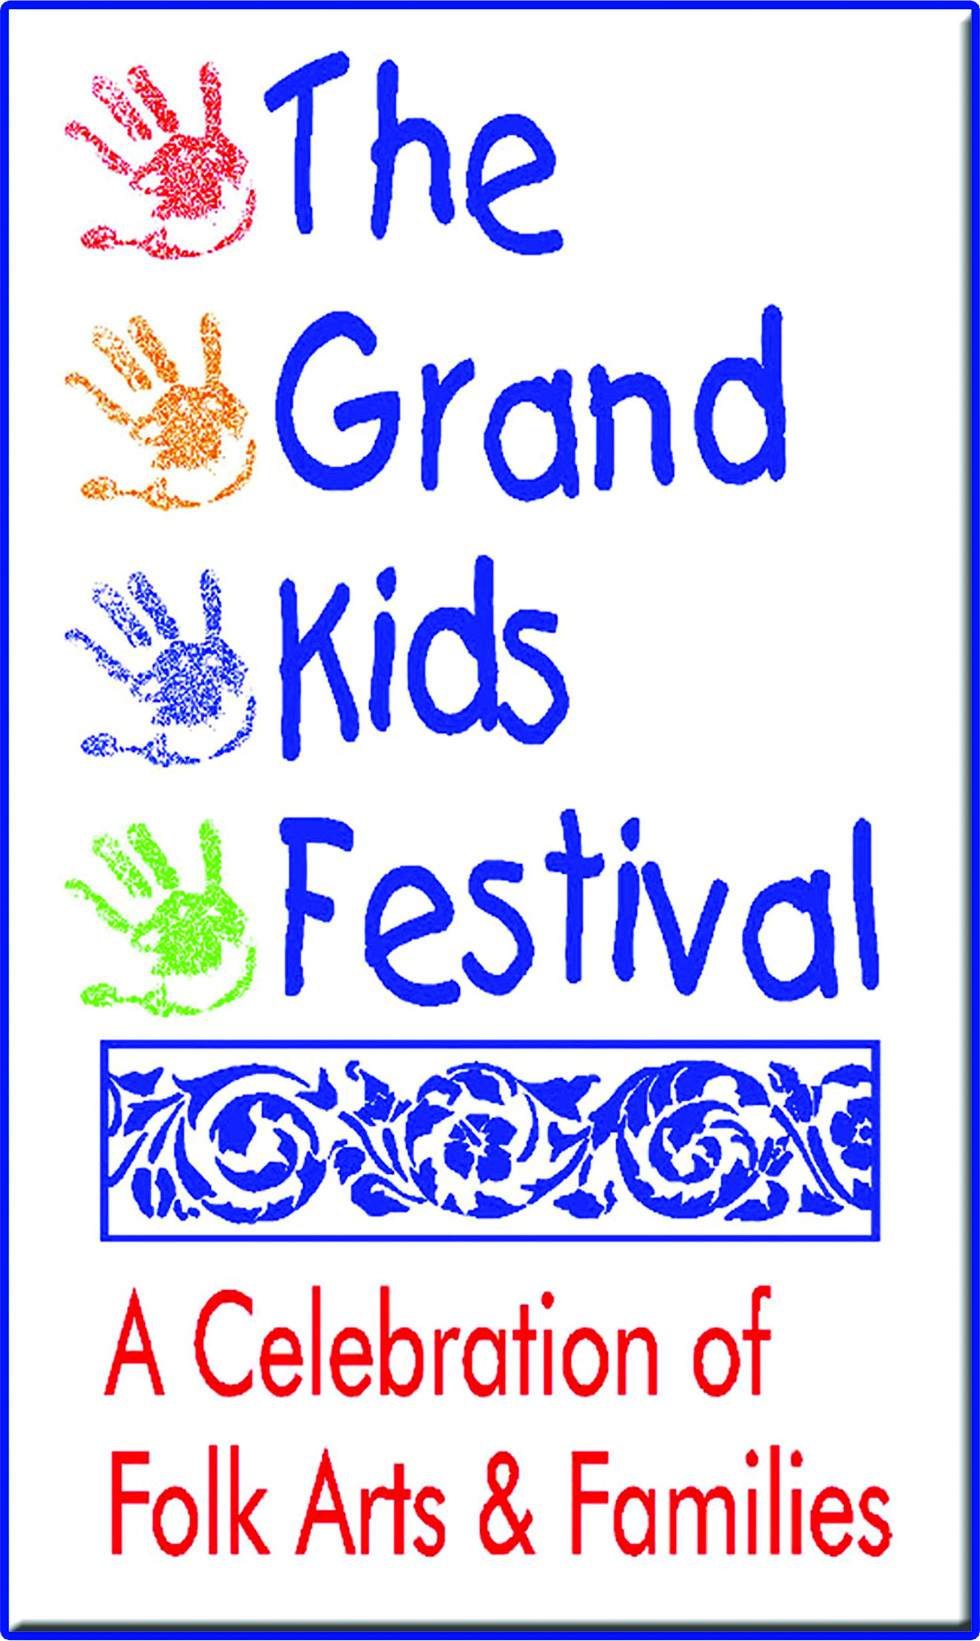 The
Grand
Kids
Festival
A Celebration of
Folk Arts & Families